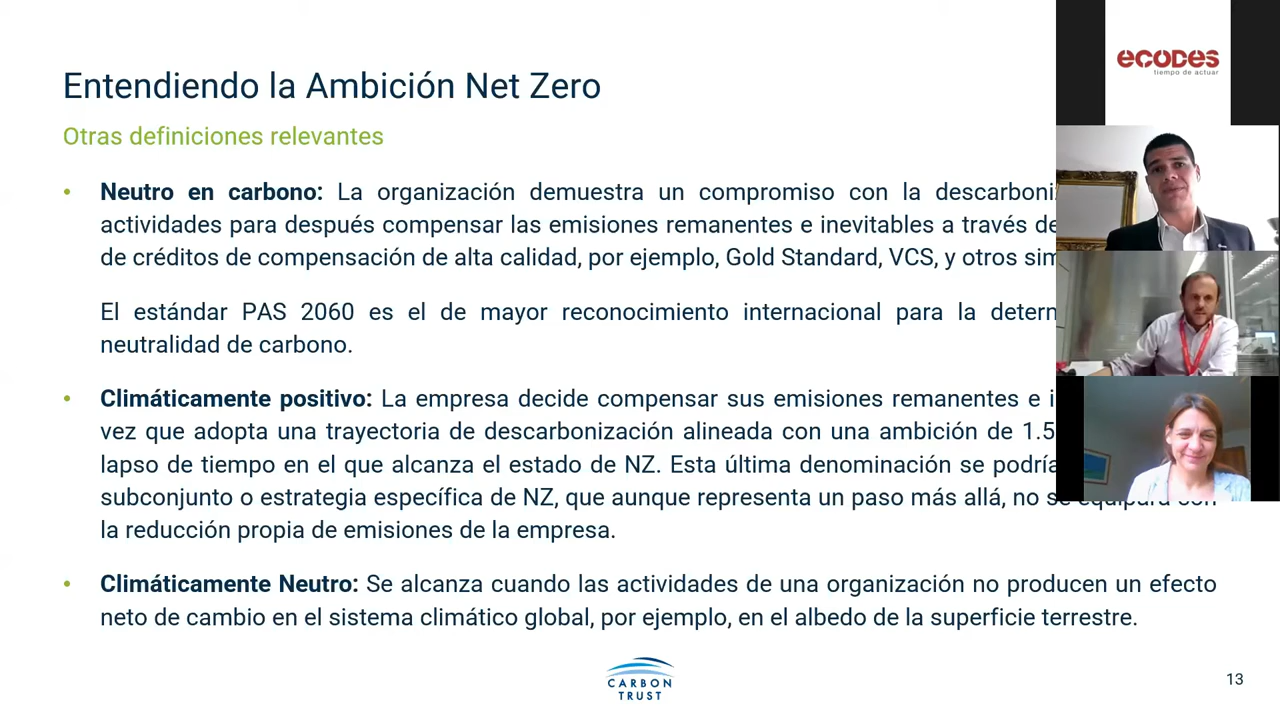 Entendiendo la Ambición Net Zero
Otras definiciones relevantes
• Neutro en carbono: La organización demuestra un compromiso con la
actividades para después compensar las emisiones remanentes e inevitables a través de
de créditos de compensación de alta calidad, por ejemplo, Gold Standard, VCS, y otros
El estándar PAS 2060 es el de mayor reconocimiento internacional para la
neutralidad de carbono.
• Climáticamente positivo: La empresa decide compensar sus emisiones remanentes e
vez que adopta una trayectoria de descarbonización alineada con una ambición de 1.5
lapso de tiempo en el que alcanza el estado de NZ. Esta última denominación se podría
subconjunto o estrategia específica de NZ, que aunque representa un paso más allá, no se
la reducción propia de emisiones de la empresa.
• Climáticamente Neutro: Se alcanza cuando las actividades de una organización no producen un efecto
neto de cambio en el sistema climático global, por ejemplo, en el albedo de la superficie terrestre.
ecodes
tiempo de actuar
CARBON
TRUST
13